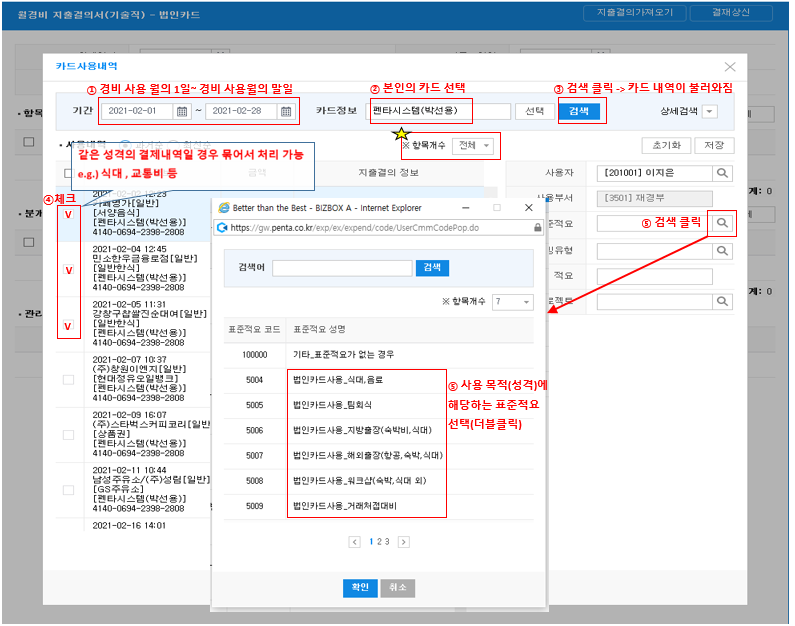 월경비 지출결의서(기술직) - 법인카드
지출결의가져오기
결재상신
카드사용내역
① 경비 사용 월의 1일~ 경비 사용월의 말일
② 본인의 카드 선택
③ 검색 클릭 -> 카드 내역이 불러와짐
기간
2021-02-01
~
2021-02-28
카드정보
펜타시스템(박선용)
선택
검색
상세검색
※ 항목개수
전체
초기화
저장
같은 성격의 결제내역일 경우 묶어서 처리 가능
e.g.) 식대 , 교통비 등
지출결의 정보
④체크
V
[서양음식]
[펜타시스템(박선용)]
4140-0694-2398-2808
V
2021-02-04 12:45
민소한우금융로점[일반]
[일반한식]
[펜타시스템(박선용)]
4140-0694-2398-2808
V
2021-02-05 11:31
강창구찹쌀진순대여[일반]
[일반한식]
[펜타시스템(박선용)]
4140-0694-2398-2808
2021-02-07 10:37
(주)창원이엔지[일반]
[현대정유오일뱅크]
[펜타시스템(박선용)]
4140-0694-2398-2808
2021-02-09 16:07
(주)스타벅스커피코리[일반
[상품권]
[펜타시스템(박선용)]
4140-0694-2398-2808
2021-02-11 10:44
남성주유소/(주)성림[일반
[GS주유소]
[펜타시스템(박선용)]
4140-0694-2398-2808
2021-02-16 14:01
사용자
[201001] 이지은
사용부서
[3501] 재경부
준적요
⑤ 검색 클릭
빙유형
적요
로젝트
Better than the Best - BIZBOX A - Internet Explorer
https://gw.penta.co.kr/exp/ex/expend/code/UserCmmCodePop.do
검색어
검색
※ 항목개수
7
표준적요 코드
표준적요 성명
100000
기타_표준적요가 없는 경우
5004
법인카드사용_식대,음료
5005
법인카드사용_팀회식
5006
법인카드사용_지방출장(숙박비,식대)
5007
법인카드사용_해외출장(항공,숙박,식대)
5008
법인카드사용_워크샵(숙박,식대 외)
5009
법인카드사용_거래처접대비
⑤ 사용 목적(성격)에
해당하는 표준적요
선택(더블클릭)
1 2 3
확인
취소
항목
분개
관리
계: 0
계: 0